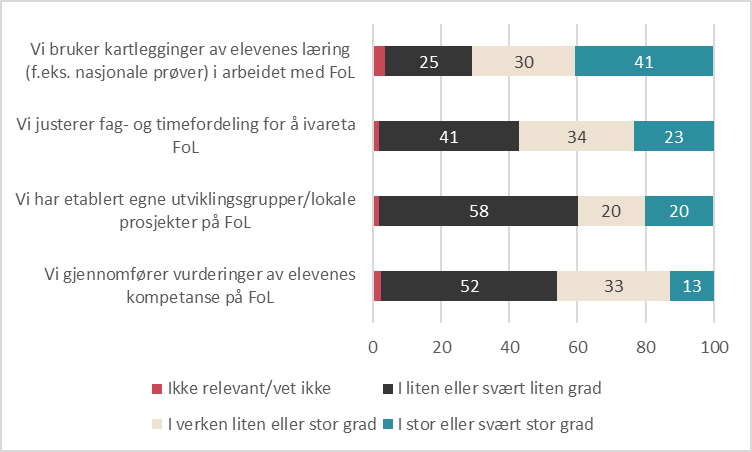 Vi bruker kartlegginger av elevenes læring
(f.eks. nasjonale prøver) i arbeidet med FoL
25 30 41
Vi justerer fag- og timefordeling for å ivareta
FoL
41 34 23
Vi har etablert egne utviklingsgrupper/lokale
prosjekter på FoL
58 20 20
Vi gjennomfører vurderinger av elevenes
kompetanse på FoL
52 33 13
0 20 40 60 80 100
Ikke relevant/vet ikke
I liten eller svært liten grad
I verken liten eller stor grad
I stor eller svært stor grad